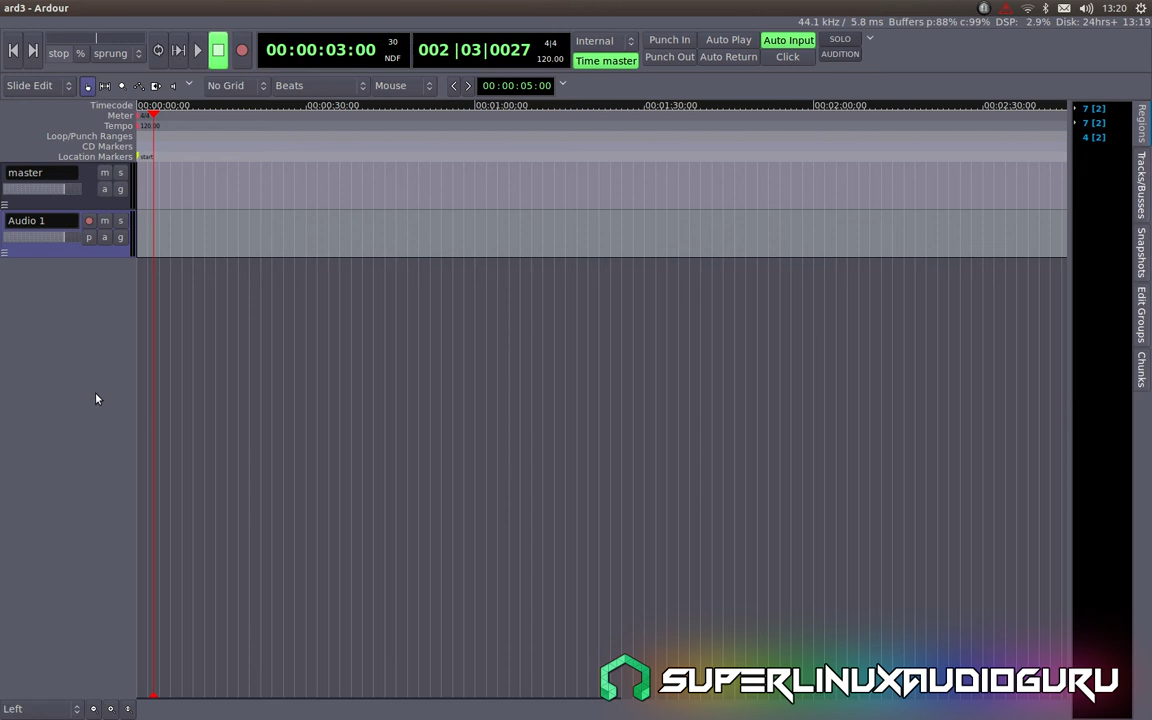 ard3 - Ardour
13:20
44.1 kHz / 5.8 ms Buffers p:88% c:99% DSP: 2.9% Disk: 24hrs+ 13:19
stop % sprung
00:00:03:00 30 NDF
002 |03|0027 4|4 120.00
Internal
Time master
Punch In Auto Play Auto Input
Punch Out Auto Return Click
SOLO
AUDITION
Slide Edit No Grid Beats Mouse 00:00:05:00
Timecode 00:00:00:00 00:00:30:00 00:01:00:00 00:01:30:00 00:02:00:00 00:02:30:00
Meter 4/4
Tempo 120.00
Loop/Punch Ranges
CD Markers
Location Markers start
master m s
a g
Audio 1 m s
p a g
7 [2]
7 [2]
4 [2]
Regions
Tracks/Busses
Snapshots
Edit Groups
Chunks
SUPERLINUXAUDIOGURU
Left